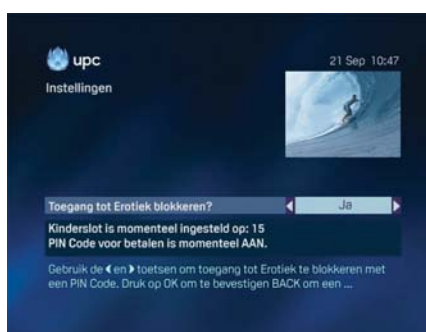 upc
21 Sep 10:47
Instellingen
Toegang tot Erotiek blokkeren?
Ja
Kinderslot is momenteel ingesteld op: 15
PIN Code voor betalen is momenteel AAN.
Gebruik de ❮ en ❯ toetsen om toegang tot Erotiek te blokkeren met
een PIN Code. Druk op OK om te bevestigen BACK om een ...